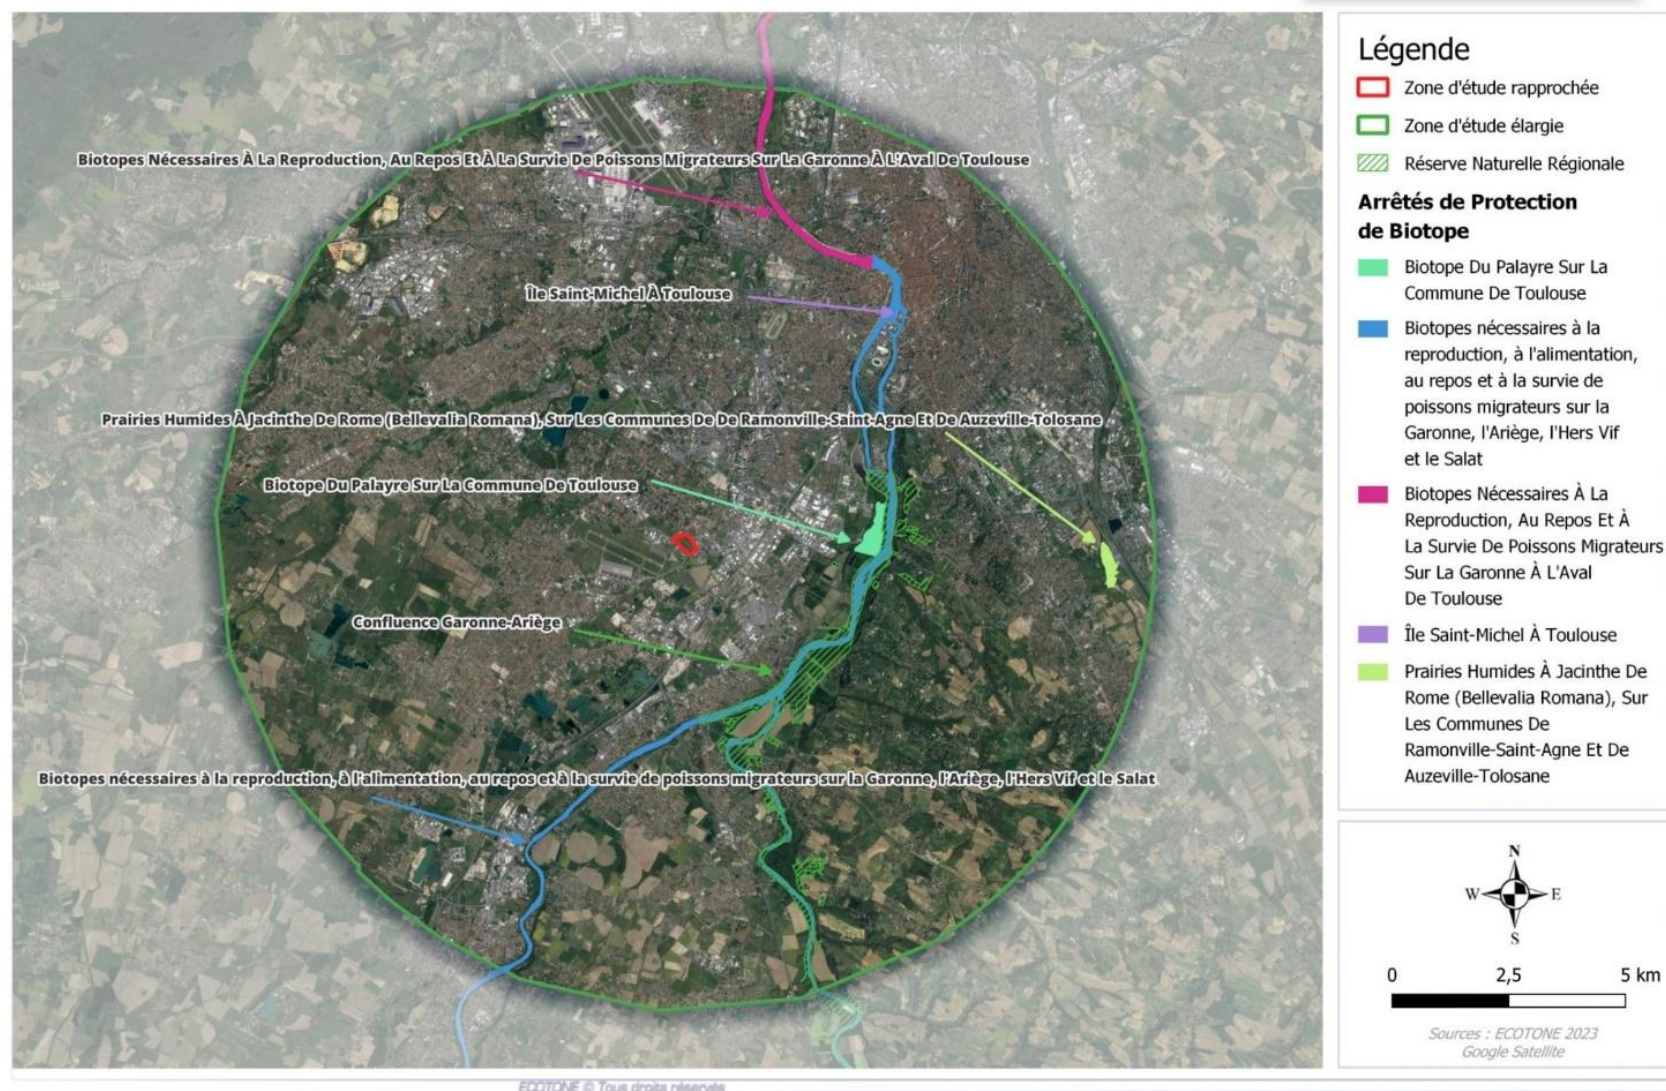 Biotopes Nécessaires À La Reproduction, Au Repos Et À La Survie De Poissons Migrateurs Sur La Garonne À L'Aval De Toulouse
Île Saint-Michel À Toulouse
Prairies Humides À Jacinthe De Rome (Bellevalia Romana), Sur Les Communes De De Ramonville-Saint-Agne Et De Auzeville-Tolosane
Biotope Du Palayre Sur La Commune De Toulouse
Confluence Garonne-Ariège
Biotopes nécessaires à la reproduction, à l'alimentation, au repos et à la survie de poissons migrateurs sur la Garonne, l'Ariège, l'Hers Vif et le Salat
Légende
Zone d'étude rapprochée
Zone d'étude élargie
Réserve Naturelle Régionale
Arrêtés de Protection
de Biotope
Biotope Du Palayre Sur La
Commune De Toulouse
Biotopes nécessaires à la
reproduction, à l'alimentation,
au repos et à la survie de
poissons migrateurs sur la
Garonne, l'Ariège, l'Hers Vif
et le Salat
Biotopes Nécessaires À La
Reproduction, Au Repos Et À
La Survie De Poissons Migrateurs
Sur La Garonne À L'Aval
De Toulouse
Île Saint-Michel À Toulouse
Prairies Humides À Jacinthe De
Rome (Bellevalia Romana), Sur
Les Communes De
Ramonville-Saint-Agne Et De
Auzeville-Tolosane
N
W E
S
0 2,5 5 km
Sources : ECOTONE 2023
Google Satellite
ECOTONE © Tous droits réservés